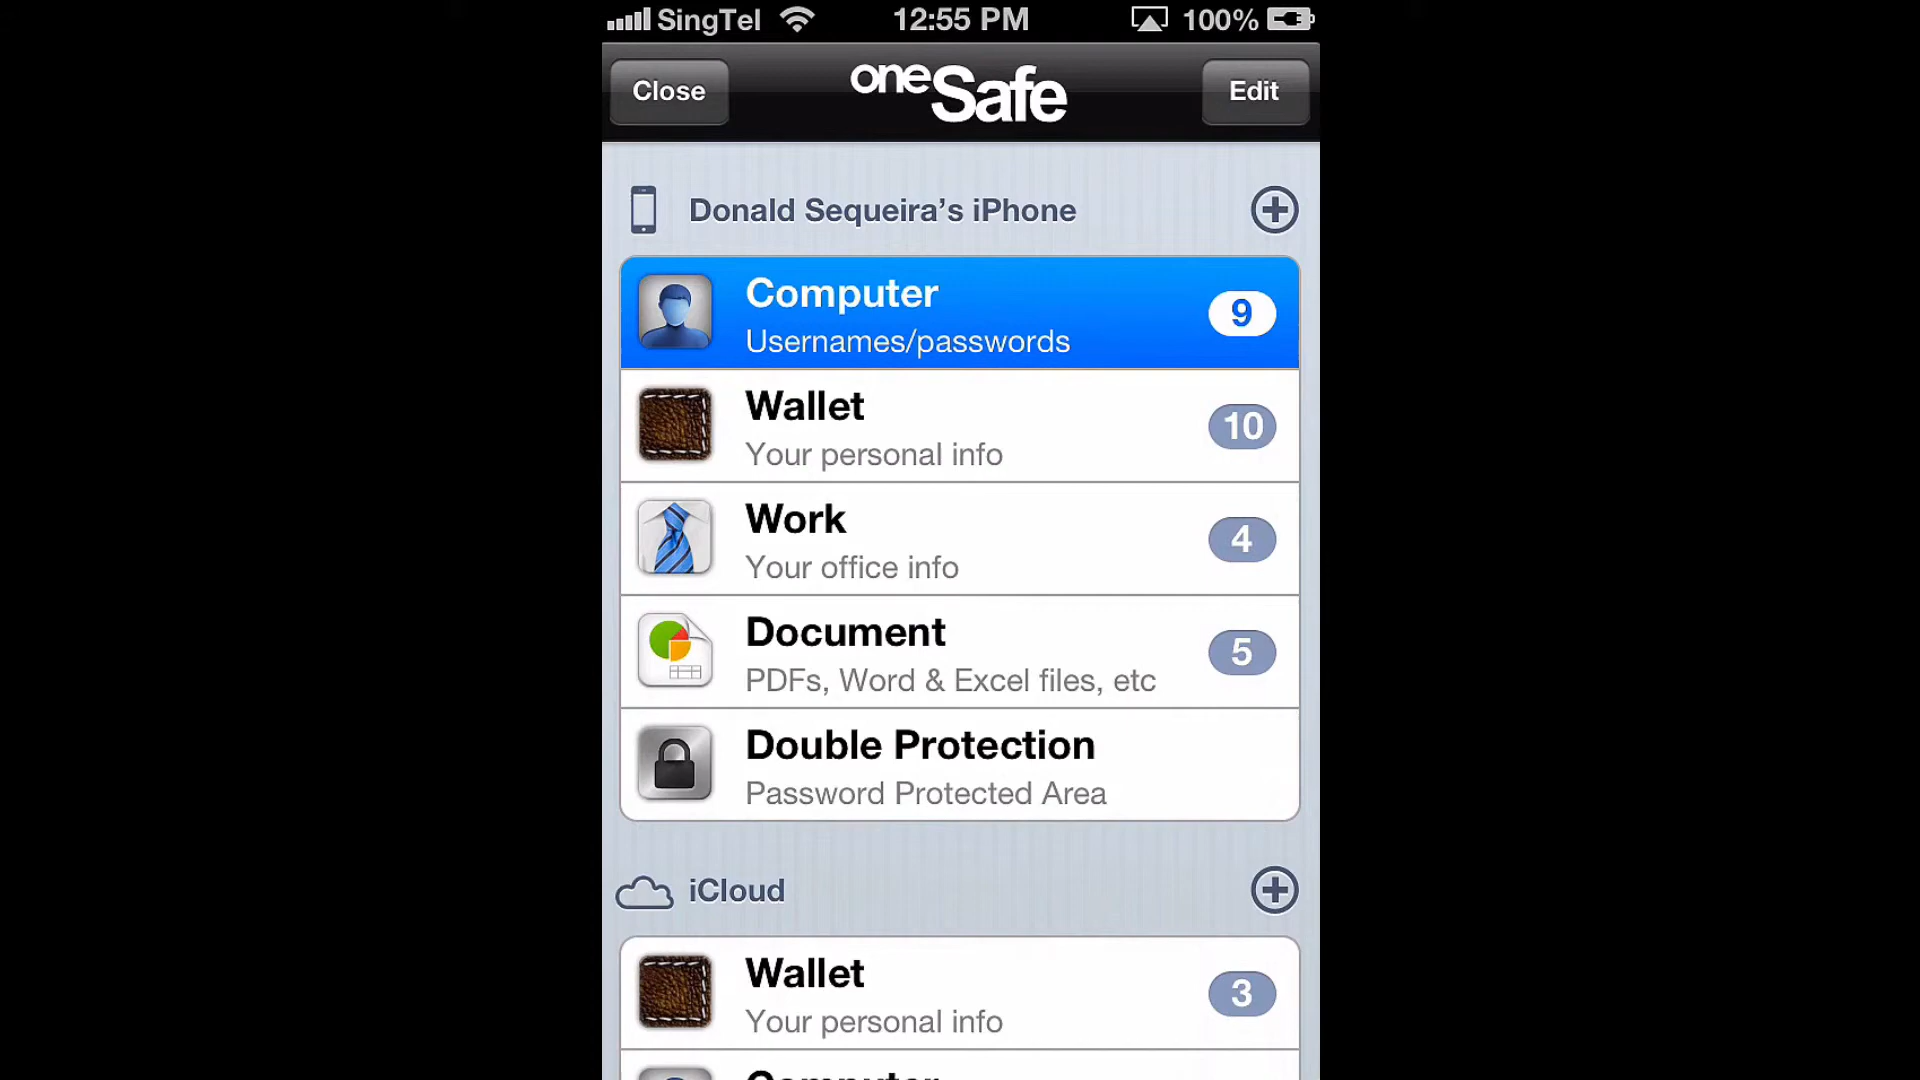 SingTel 12:55 PM 100%
Close oneSafe Edit
Donald Sequeira’s iPhone
Computer
Usernames/passwords
9
Wallet
Your personal info
10
Work
Your office info
4
Document
PDFs, Word & Excel files, etc
5
Double Protection
Password Protected Area
iCloud
Wallet
Your personal info
3
Computer